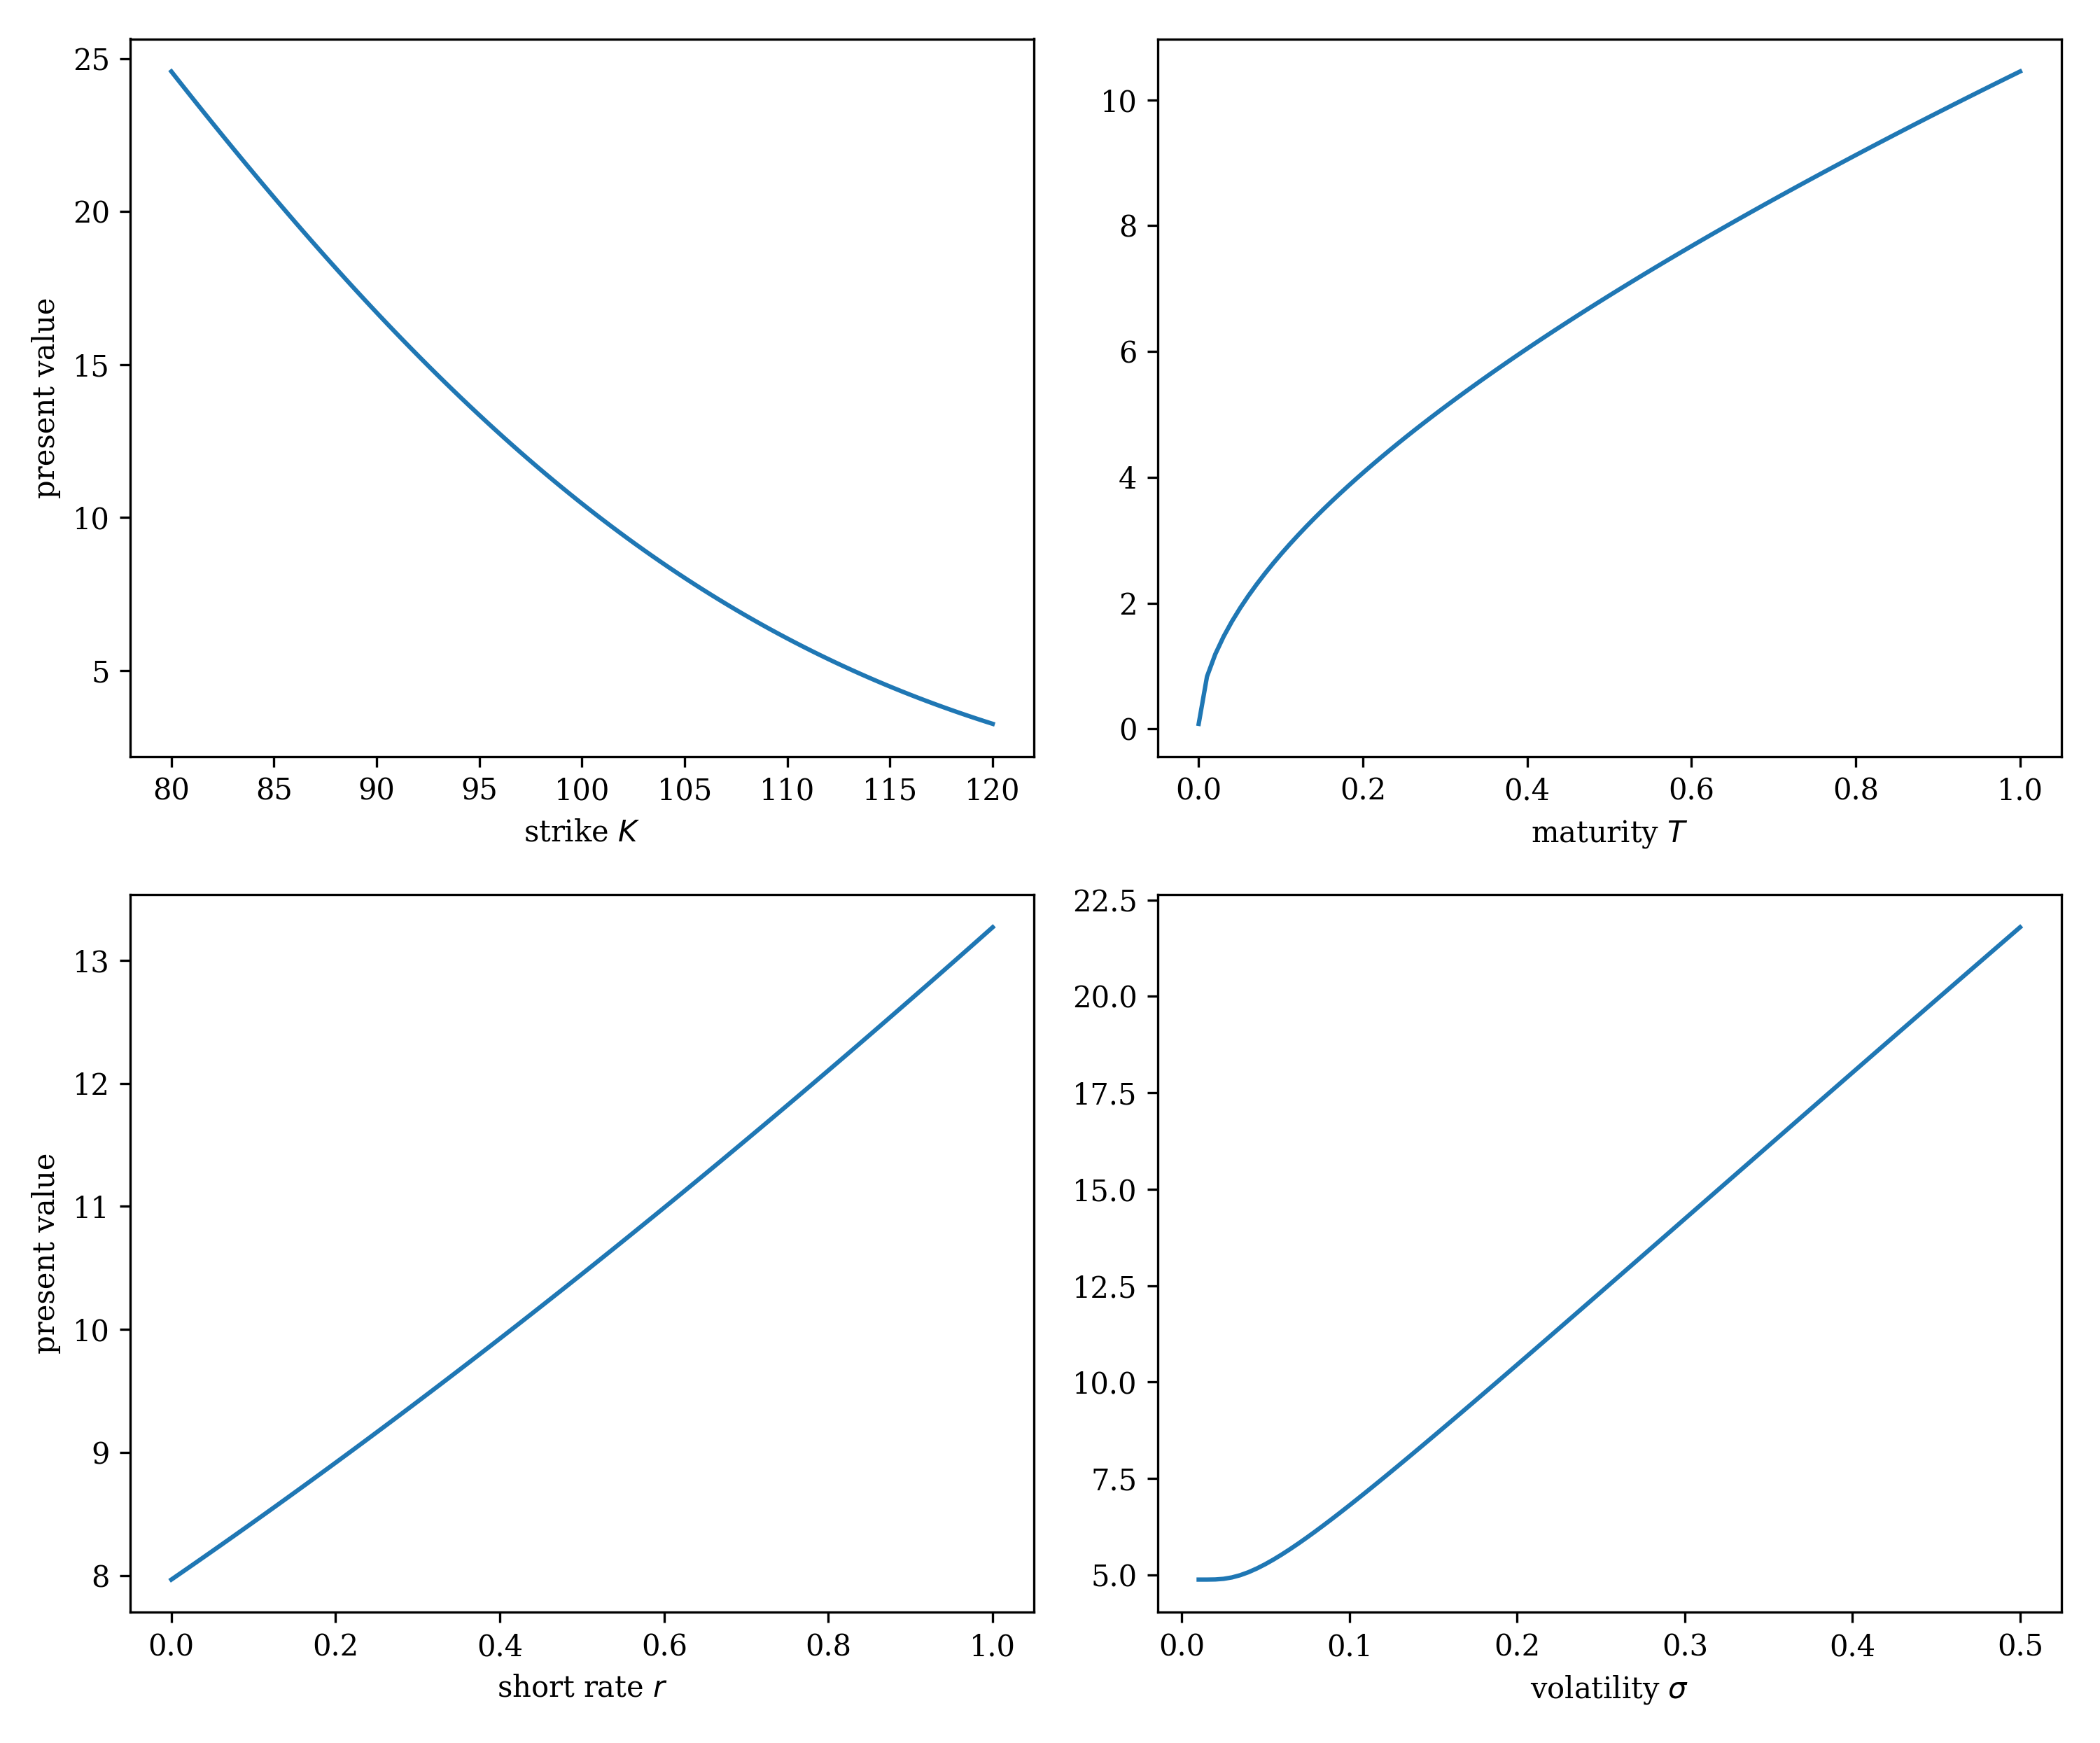 present value
25
20
15
10
5
80 85 90 95 100 105 110 115 120
strike K
10
8
6
4
2
0
0.0 0.2 0.4 0.6 0.8 1.0
maturity T
present value
13
12
11
10
9
8
0.0 0.2 0.4 0.6 0.8 1.0
short rate r
22.5
20.0
17.5
15.0
12.5
10.0
7.5
5.0
0.0 0.1 0.2 0.3 0.4 0.5
volatility σ